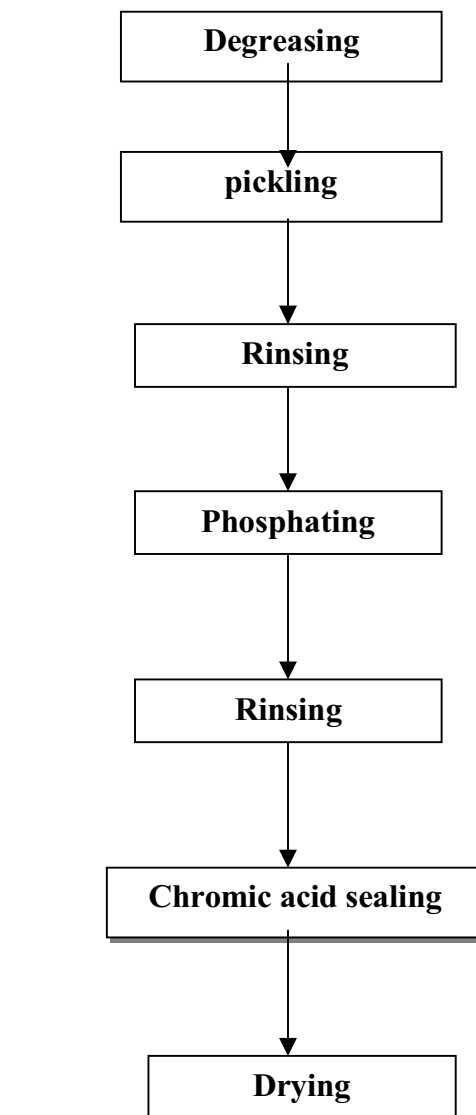 Degreasing
pickling
Rinsing
Phosphating
Rinsing
Chromic acid sealing
Drying